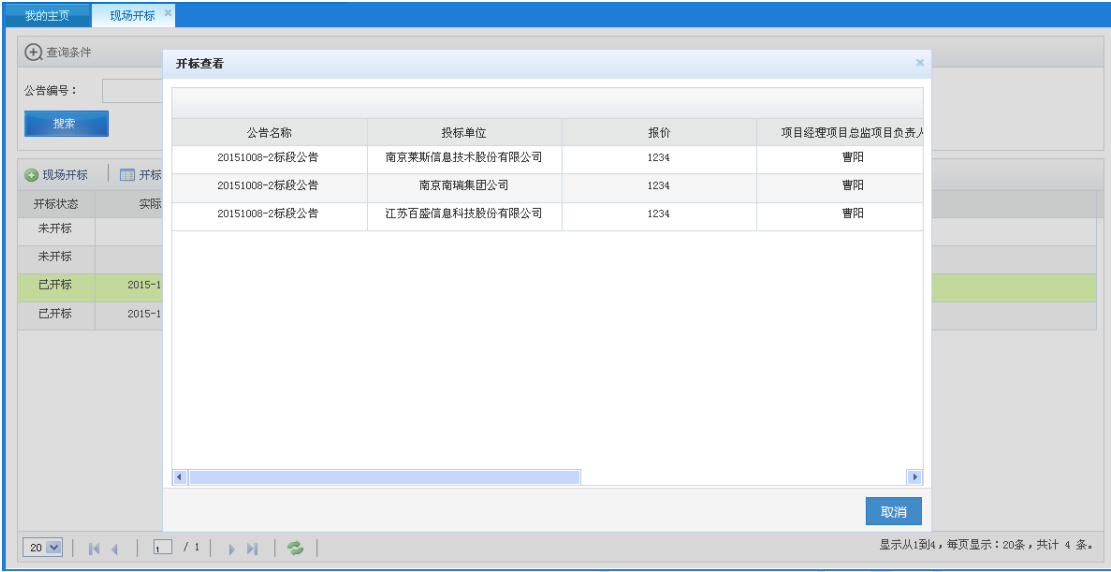 我的主页 现场开标
查询条件
开标查看
公告编号：
搜索
公告名称 投标单位 报价 项目经理项目总监项目负责人
20151008-2标段公告 南京莱斯信息技术股份有限公司 1234 曹阳
20151008-2标段公告 南京南瑞集团公司 1234 曹阳
20151008-2标段公告 江苏百盛信息科技股份有限公司 1234 曹阳
现场开标 开标
开标状态 实际
未开标
未开标
已开标 2015-1
已开标 2015-1
取消
20 1 / 1 显示从1到4，每页显示：20条，共计 4 条。